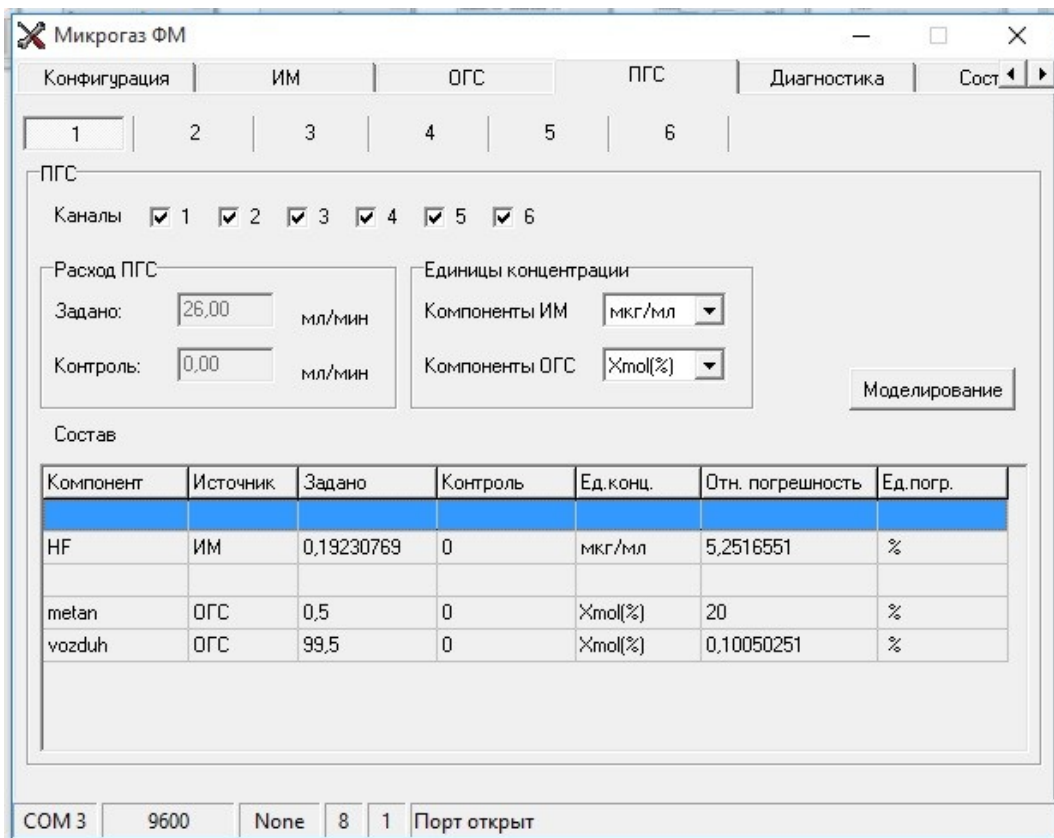 Микрогаз ФМ
Конфигурация ИМ ОГС ПГС Диагностика Сост
1 2 3 4 5 6
ПГС
Каналы 1 2 3 4 5 6
Расход ПГС Единицы концентрации
Задано: 26,00 мл/мин Компоненты ИМ мкг/мл
Контроль: 0,00 мл/мин Компоненты ОГС Xmol(%)
Моделирование
Состав
Компонент Источник Задано Контроль Ед.конц. Отн. погрешность Ед.погр.
HF ИМ 0,19230769 0 мкг/мл 5,2516551 %
metan ОГС 0,5 0 Xmol(%) 20 %
vozduh ОГС 99,5 0 Xmol(%) 0,10050251 %
COM 3 9600 None 8 1 Порт открыт